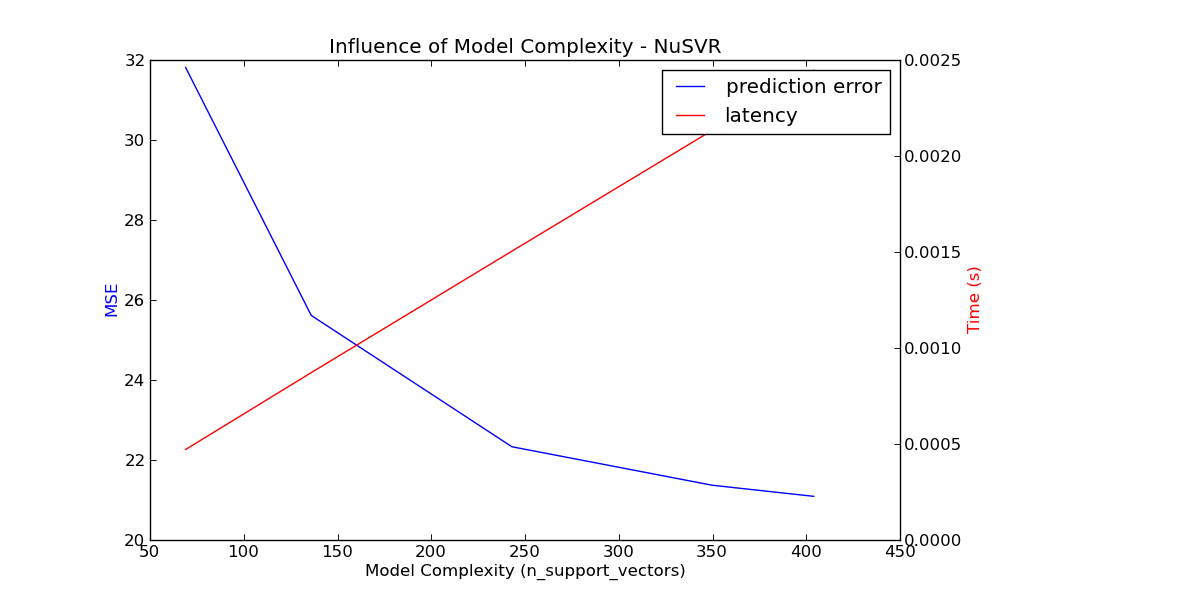 Influence of Model Complexity - NuSVR
prediction error
latency
32
30
28
26
24
22
20
MSE
0.0025
0.0020
0.0015
0.0010
0.0005
0.0000
Time (s)
50 100 150 200 250 300 350 400 450
Model Complexity (n_support_vectors)